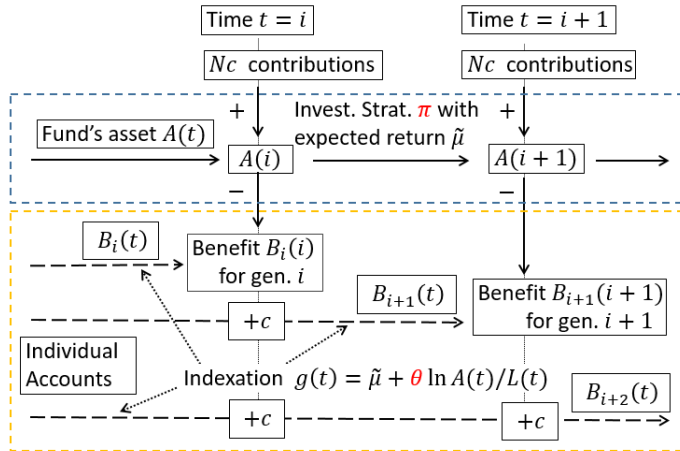 Time t = i
Time t = i + 1
Nc contributions
Nc contributions
+
Invest. Strat. π with
expected return μ̃
+
Fund's asset A(t)
A(i)
A(i + 1)
−
−
B_i(t)
Benefit B_i(i)
for gen. i
B_{i+1}(t)
Benefit B_{i+1}(i + 1)
for gen. i + 1
+c
Individual
Accounts
Indexation g(t) = μ̃ + θ ln A(t)/L(t)
B_{i+2}(t)
+c
+c